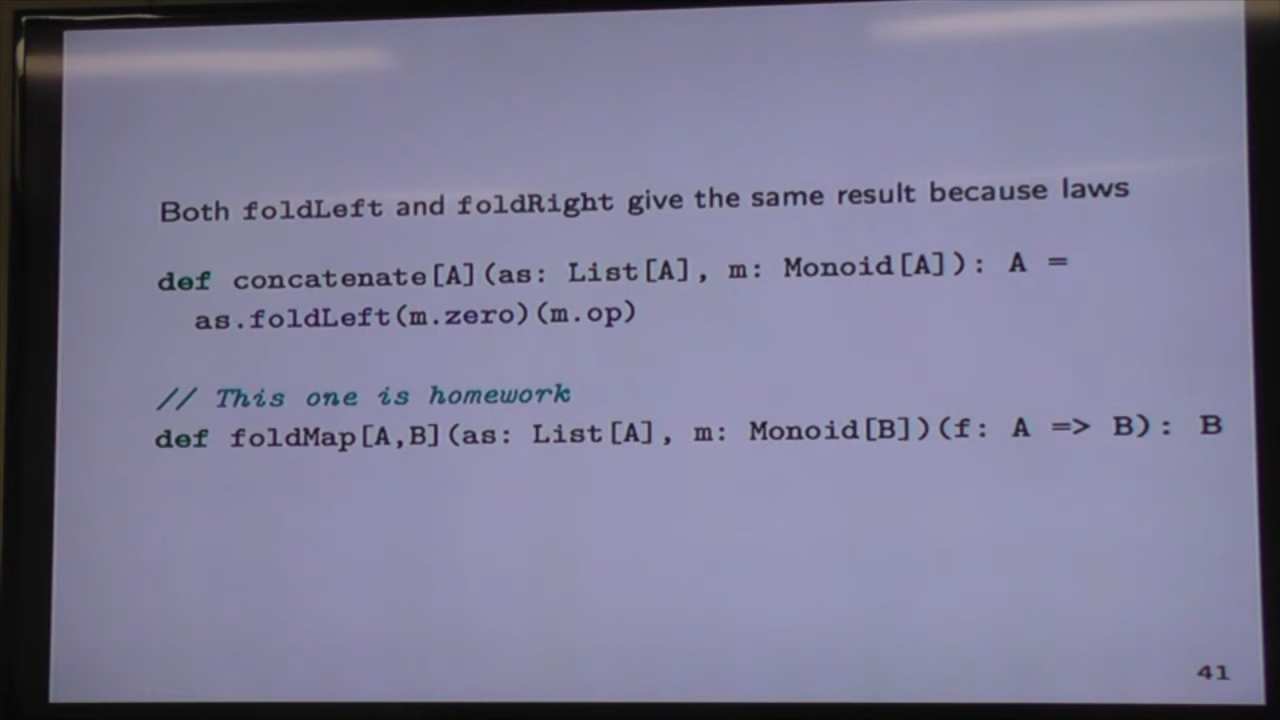 Both foldLeft and foldRight give the same result because laws
def concatenate[A](as: List[A], m: Monoid[A]): A =
as.foldLeft(m.zero)(m.op)
// This one is homework
def foldMap[A,B](as: List[A], m: Monoid[B])(f: A => B): B
41